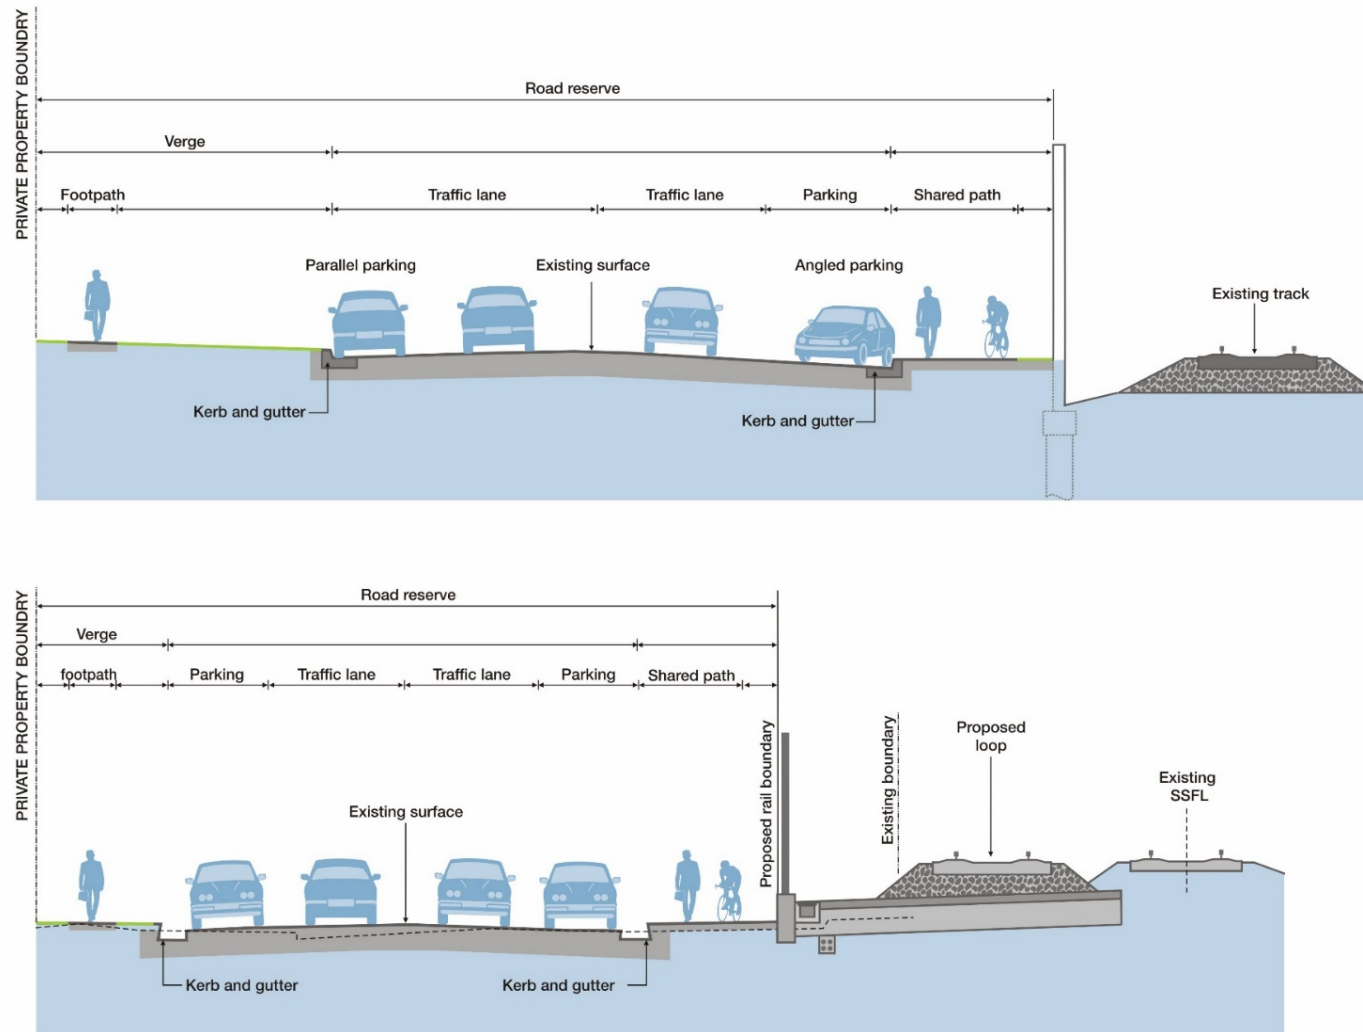 PRIVATE PROPERTY BOUNDRY
Road reserve
Verge
Footpath
Traffic lane
Traffic lane
Parking
Shared path
Parallel parking
Existing surface
Angled parking
Existing track
Kerb and gutter
Kerb and gutter
PRIVATE PROPERTY BOUNDRY
Road reserve
Verge
footpath
Parking
Traffic lane
Traffic lane
Parking
Shared path
Proposed rail boundary
Existing boundary
Proposed
loop
Existing
SSFL
Existing surface
Kerb and gutter
Kerb and gutter